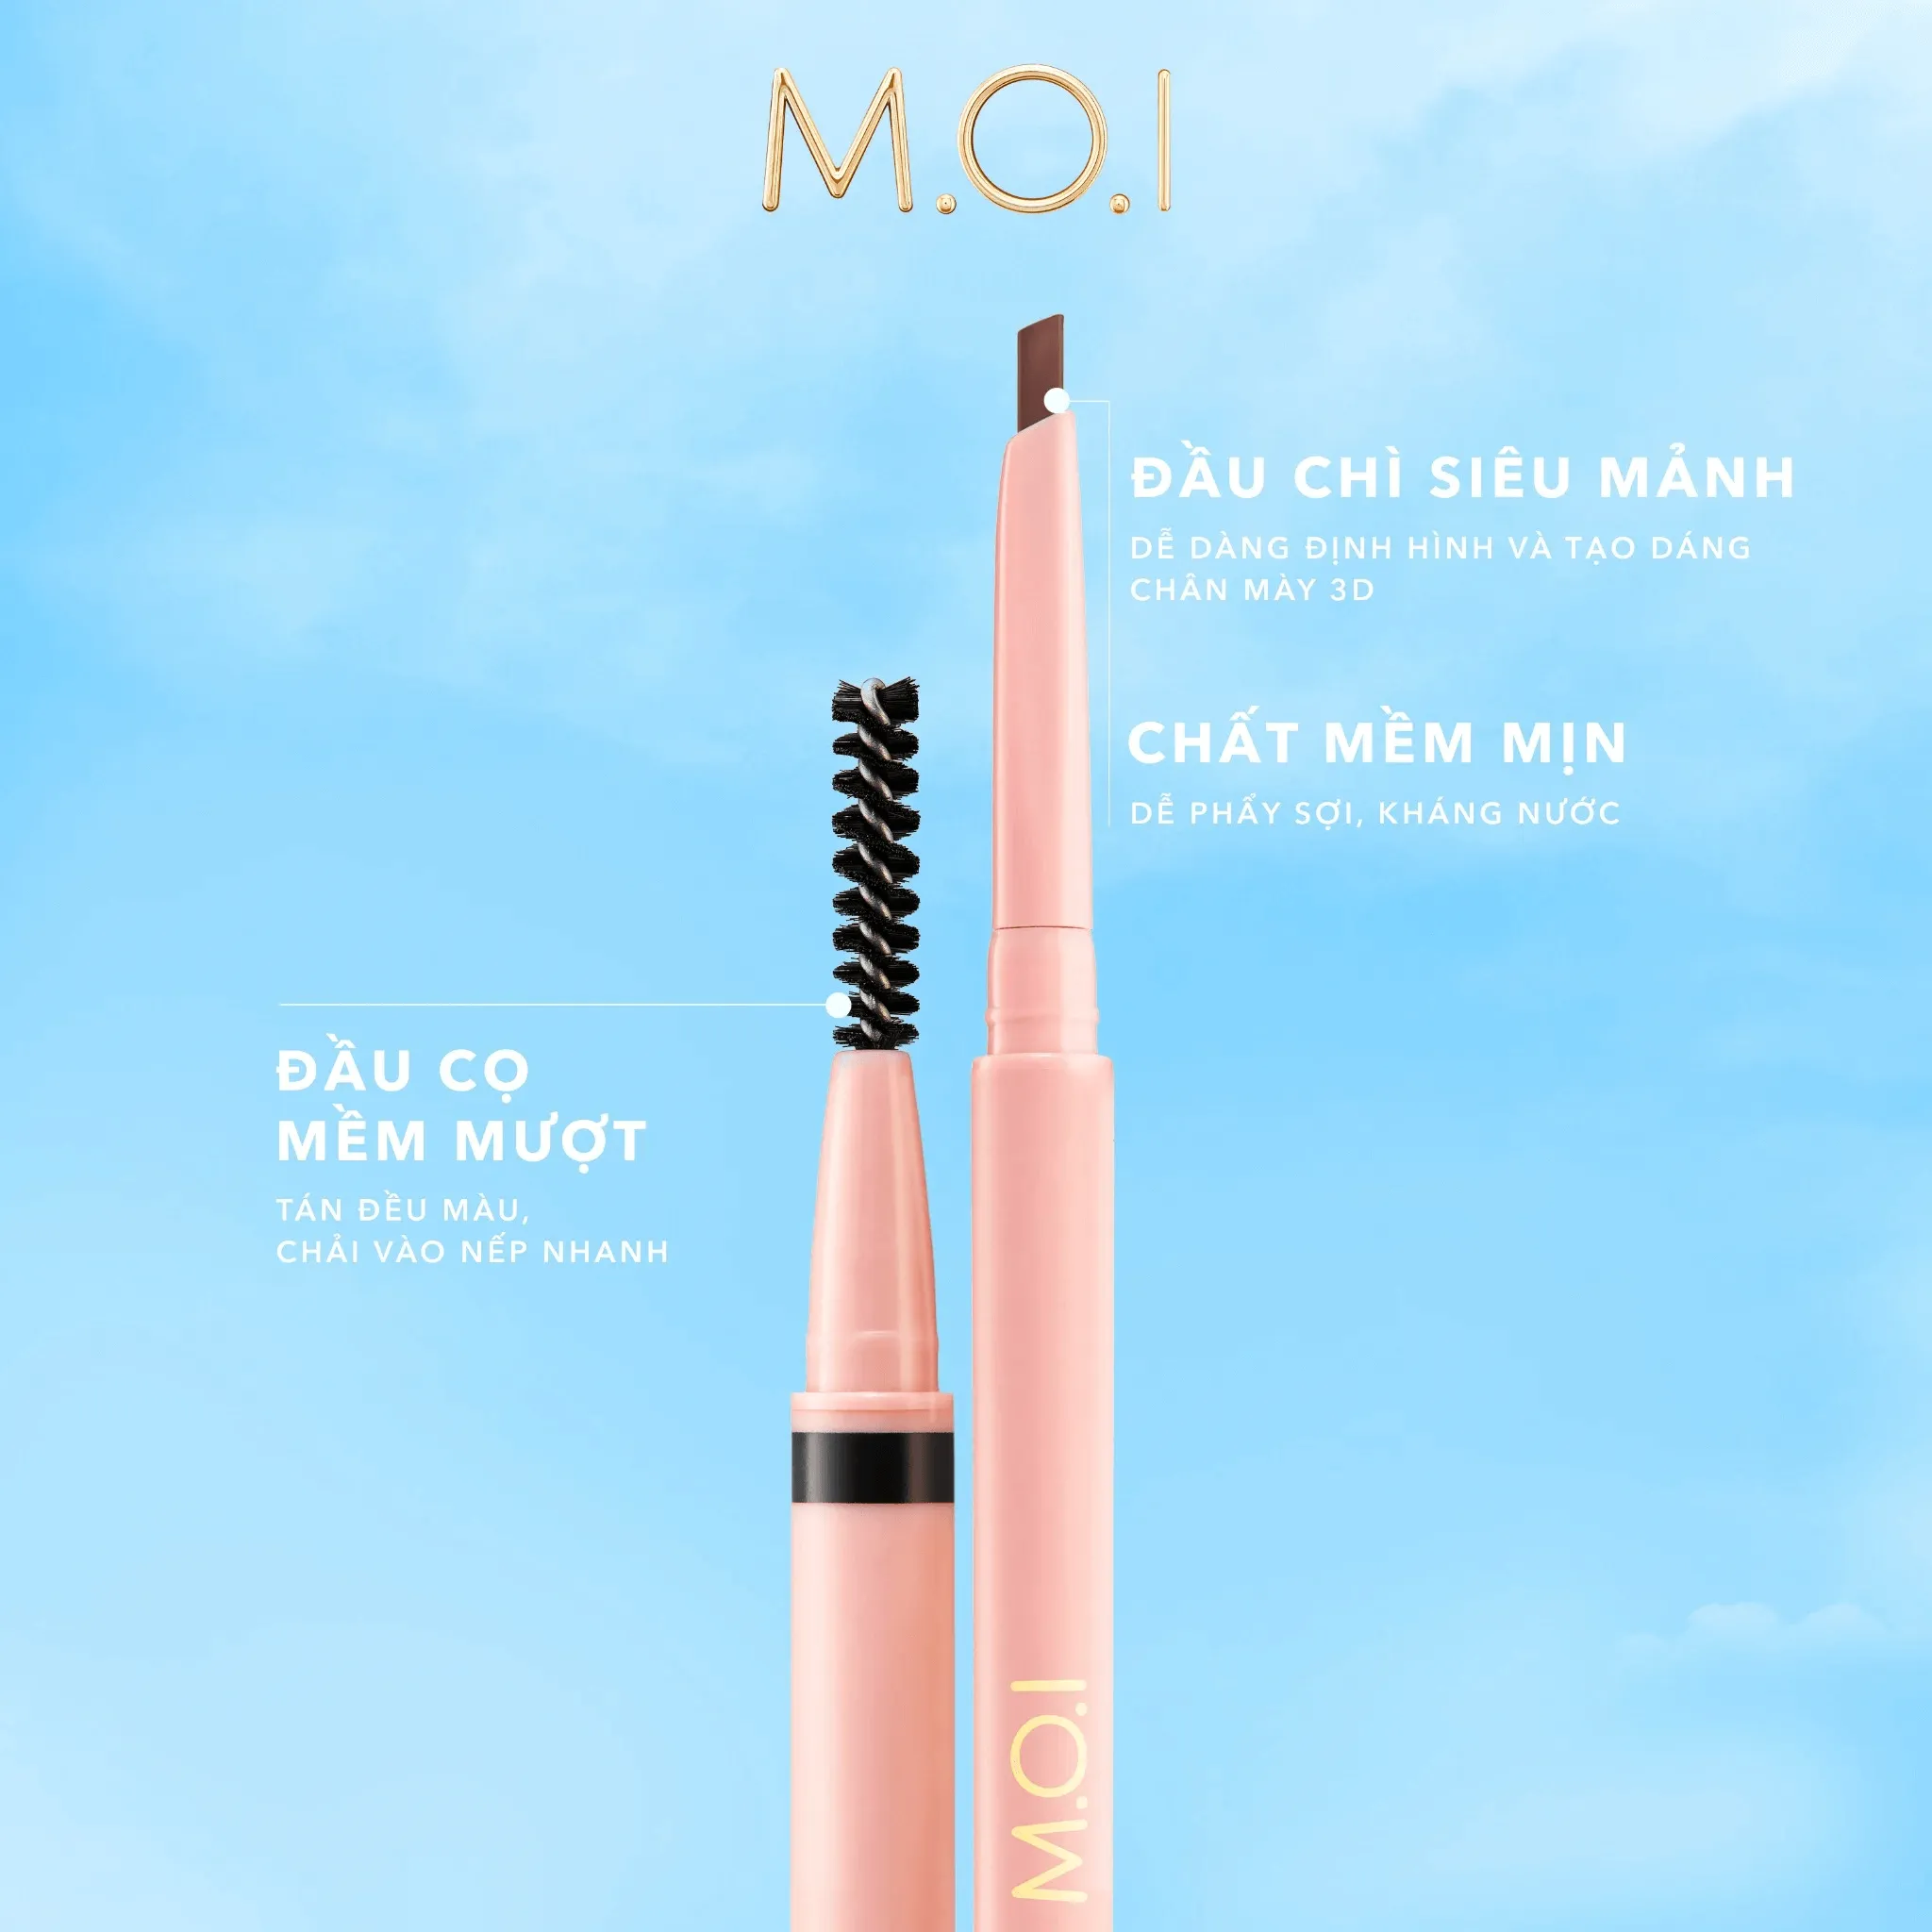 M.O.I
ĐẦU CHÌ SIÊU MẢNH
DỄ DÀNG ĐỊNH HÌNH VÀ TẠO DÁNG
CHÂN MÀY 3D
CHẤT MỀM MỊN
DỄ PHẨY SỢI, KHÁNG NƯỚC
ĐẦU CỌ
MỀM MƯỢT
TÁN ĐỀU MÀU,
CHẢI VÀO NẾP NHANH
M.O.I